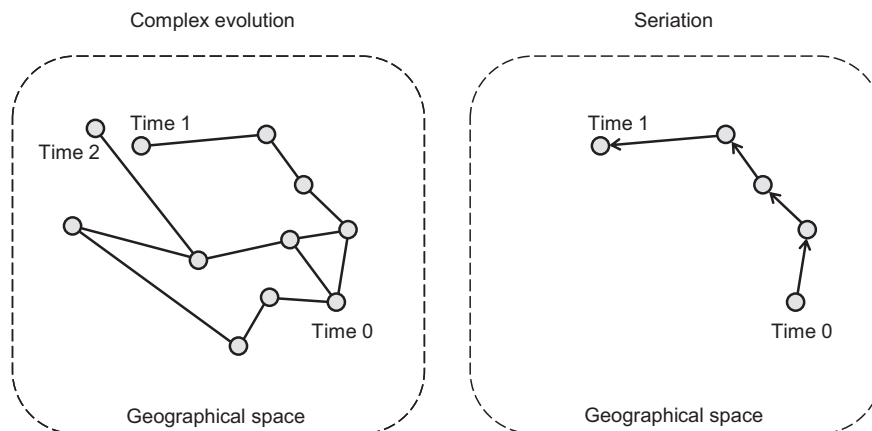 Complex evolution
Time 1
Time 2
Time 0
Geographical space
Seriation
Time 1
Time 0
Geographical space